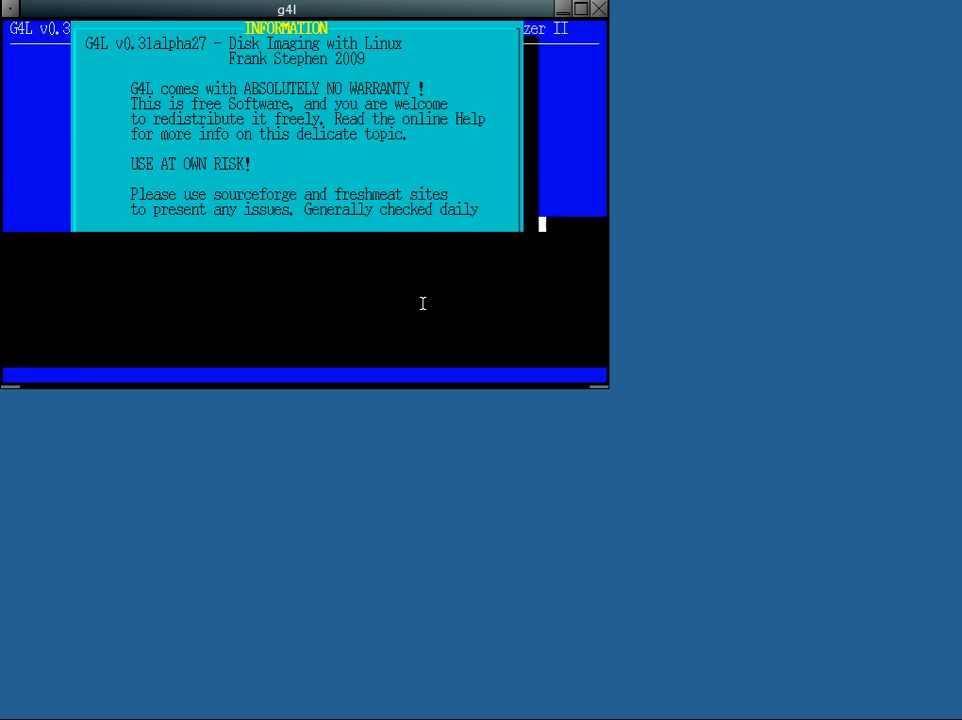 g4l
G4L v0.3
INFORMATION
zer II
G4L v0.31alpha27 - Disk Imaging with Linux
Frank Stephen 2009
G4L comes with ABSOLUTELY NO WARRANTY !
This is free Software, and you are welcome
to redistribute it freely. Read the online Help
for more info on this delicate topic.
USE AT OWN RISK!
Please use sourceforge and freshmeat sites
to present any issues. Generally checked daily